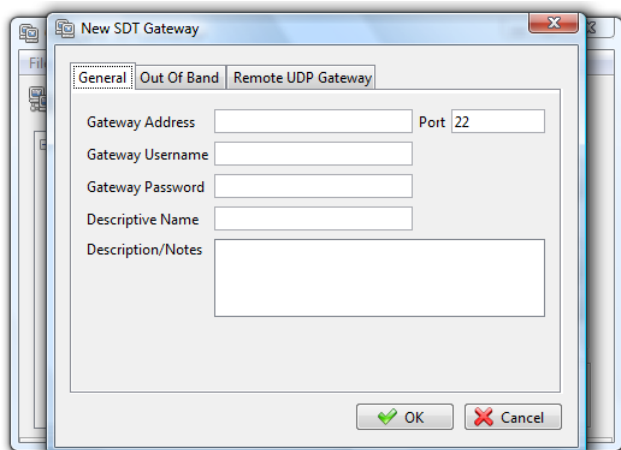 New SDT Gateway
General Out Of Band Remote UDP Gateway
Gateway Address Port 22
Gateway Username
Gateway Password
Descriptive Name
Description/Notes
OK Cancel